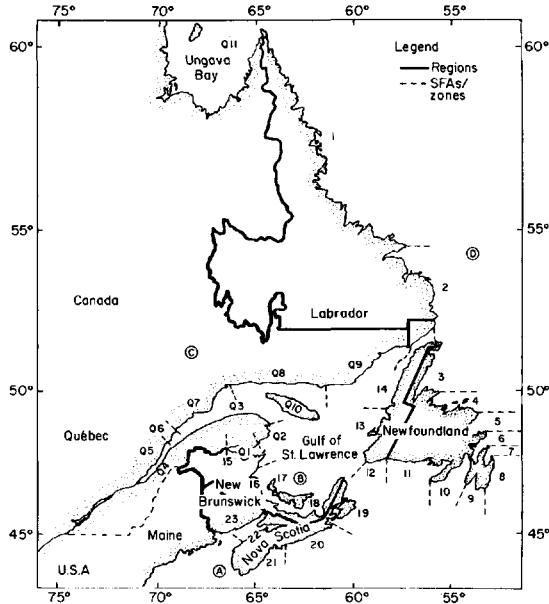 75° 70° 65° 60° 55°
60°
Q11
Ungava
Bay
Legend
Regions
SFAs/
zones
60°
1
55°
55°
D
2
Canada
Labrador
C
Q9
Q8
3
50°
14
50°
Q7
Q3
Q10
4
Q6
Q2
5
Québec
Q5
13
Newfoundland
6
Q1
Gulf of
St. Lawrence
7
Q4
15
12
11
8
16
17
B
10
9
New
Brunswick
18
19
23
Maine
22
Nova Scotia
20
45°
45°
U.S.A
A
21
75° 70° 65° 60° 55°